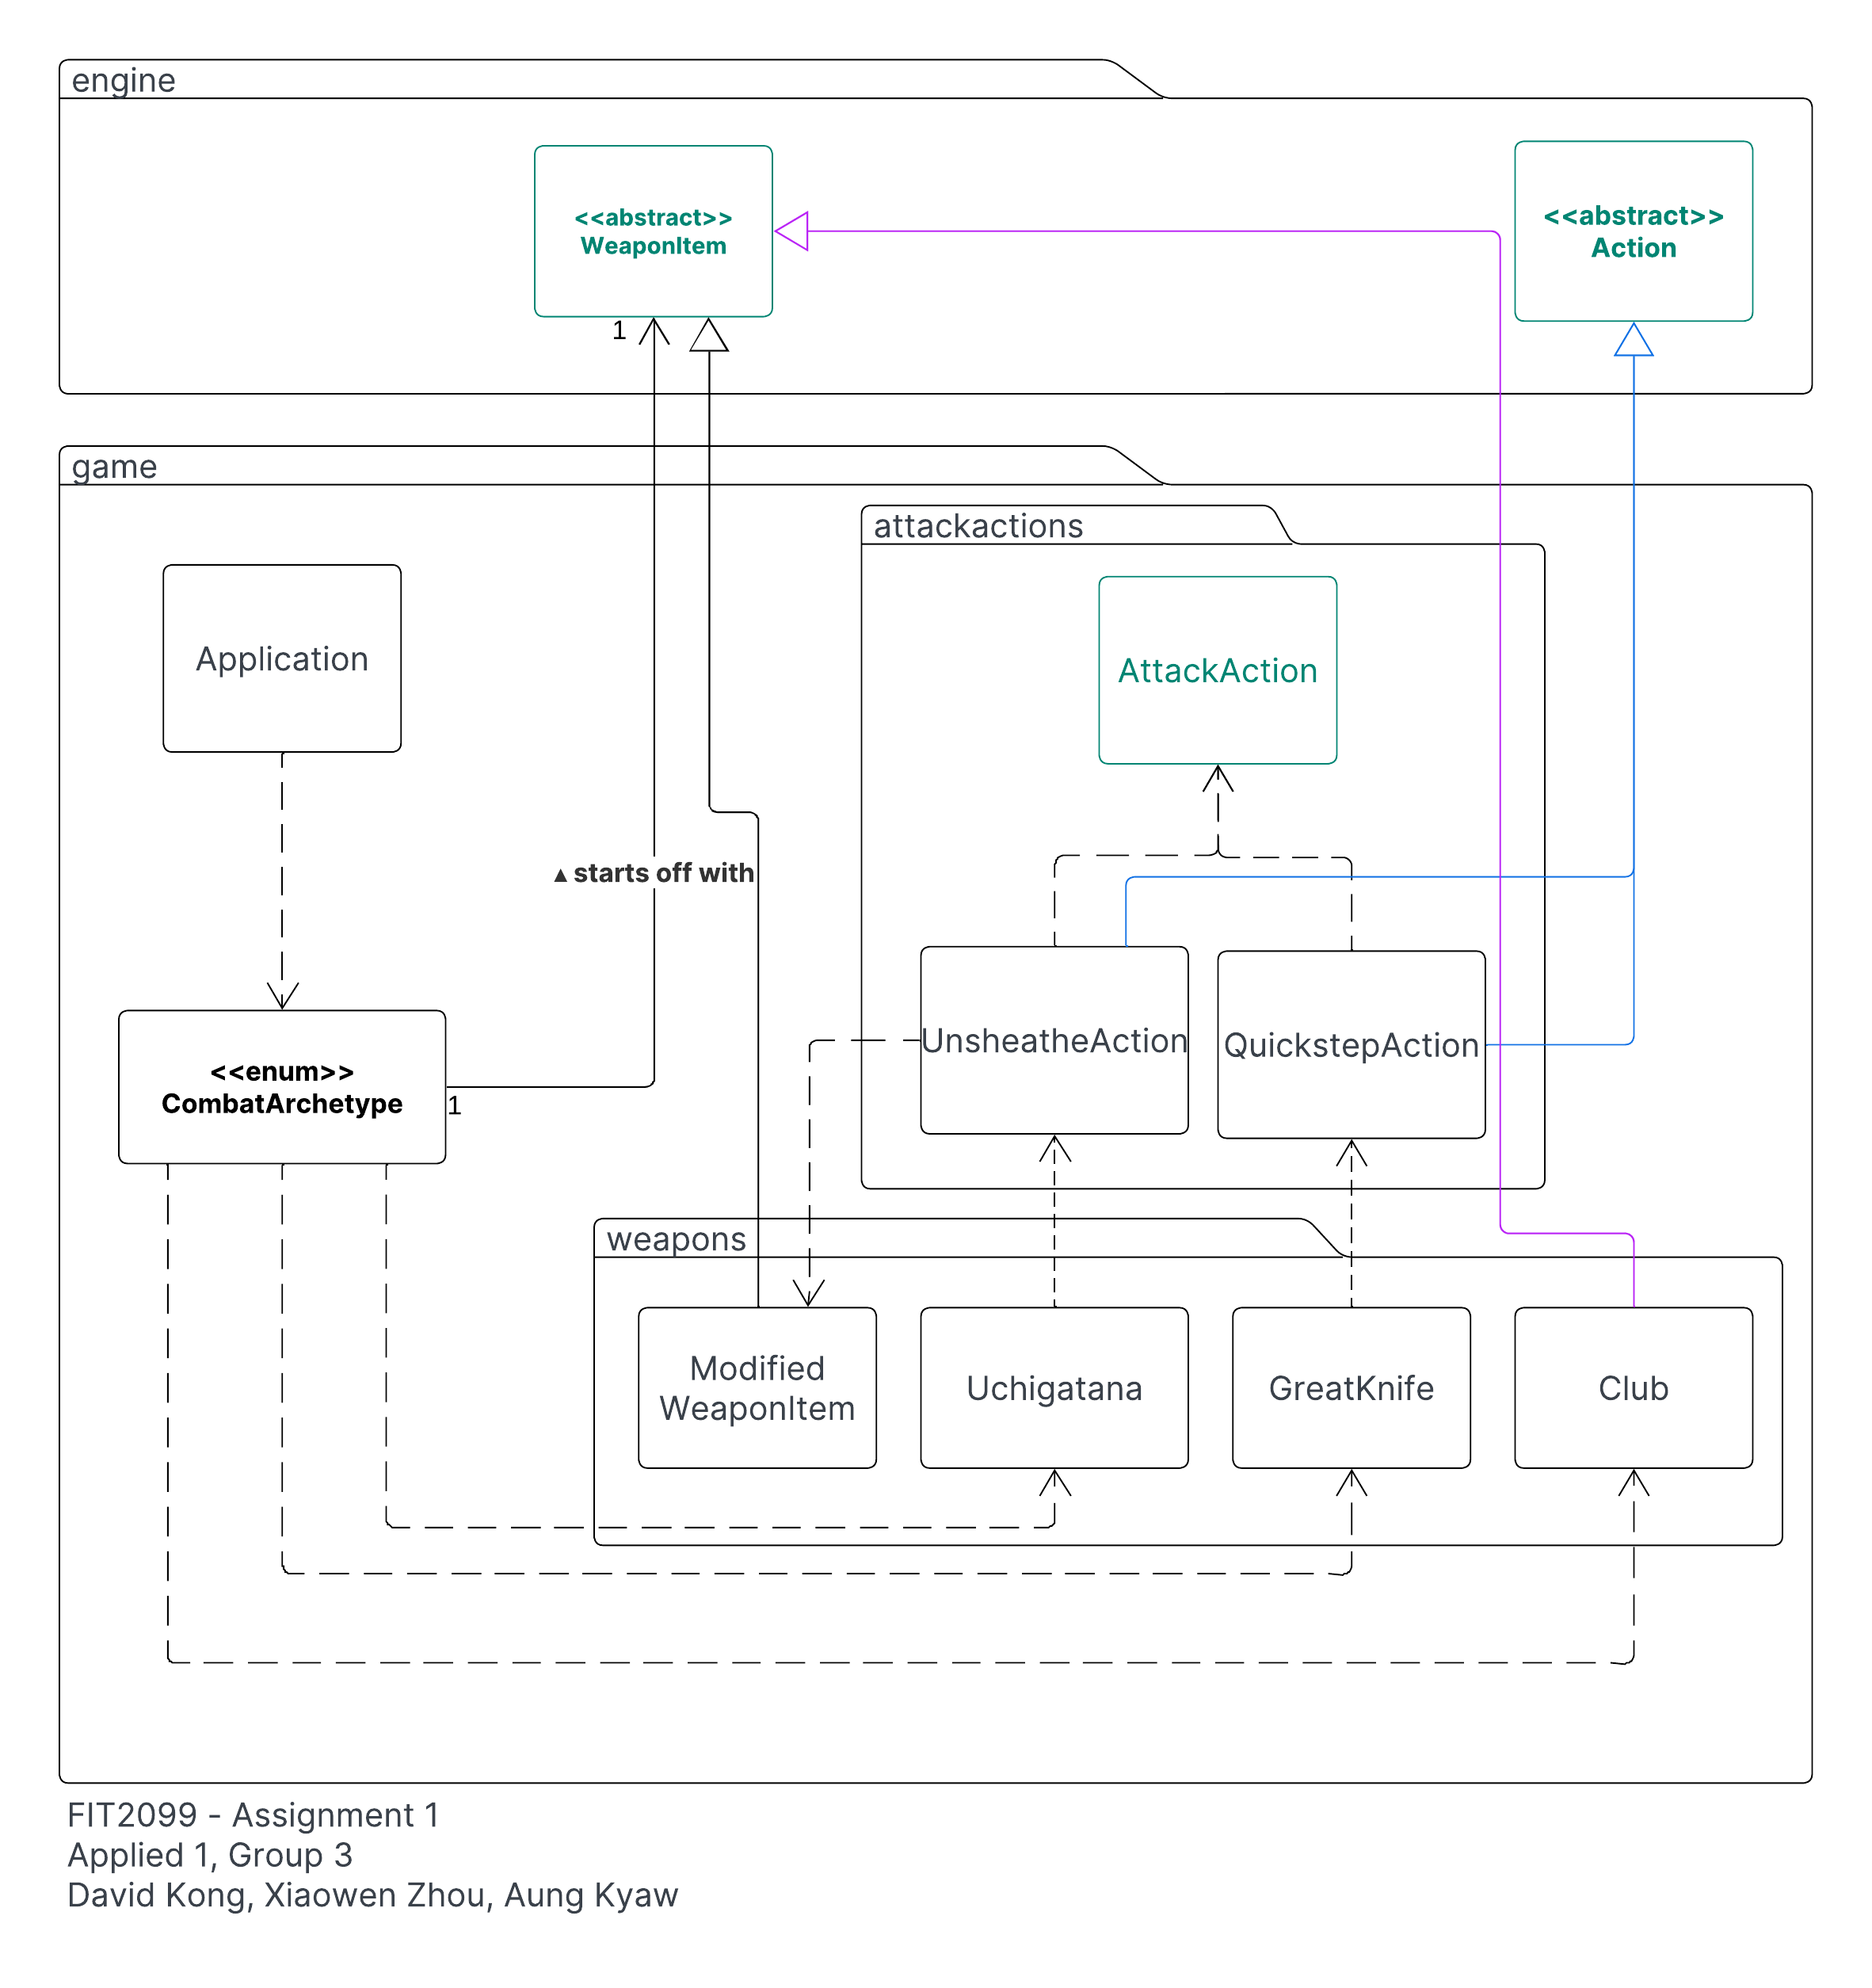 engine
<<abstract>>
WeaponItem
<<abstract>>
Action
1
game
attackactions
Application
AttackAction
▲ starts off with
UnsheatheAction
QuickstepAction
<<enum>>
CombatArchetype
1
weapons
Modified
WeaponItem
Uchigatana
GreatKnife
Club
FIT2099 - Assignment 1
Applied 1, Group 3
David Kong, Xiaowen Zhou, Aung Kyaw